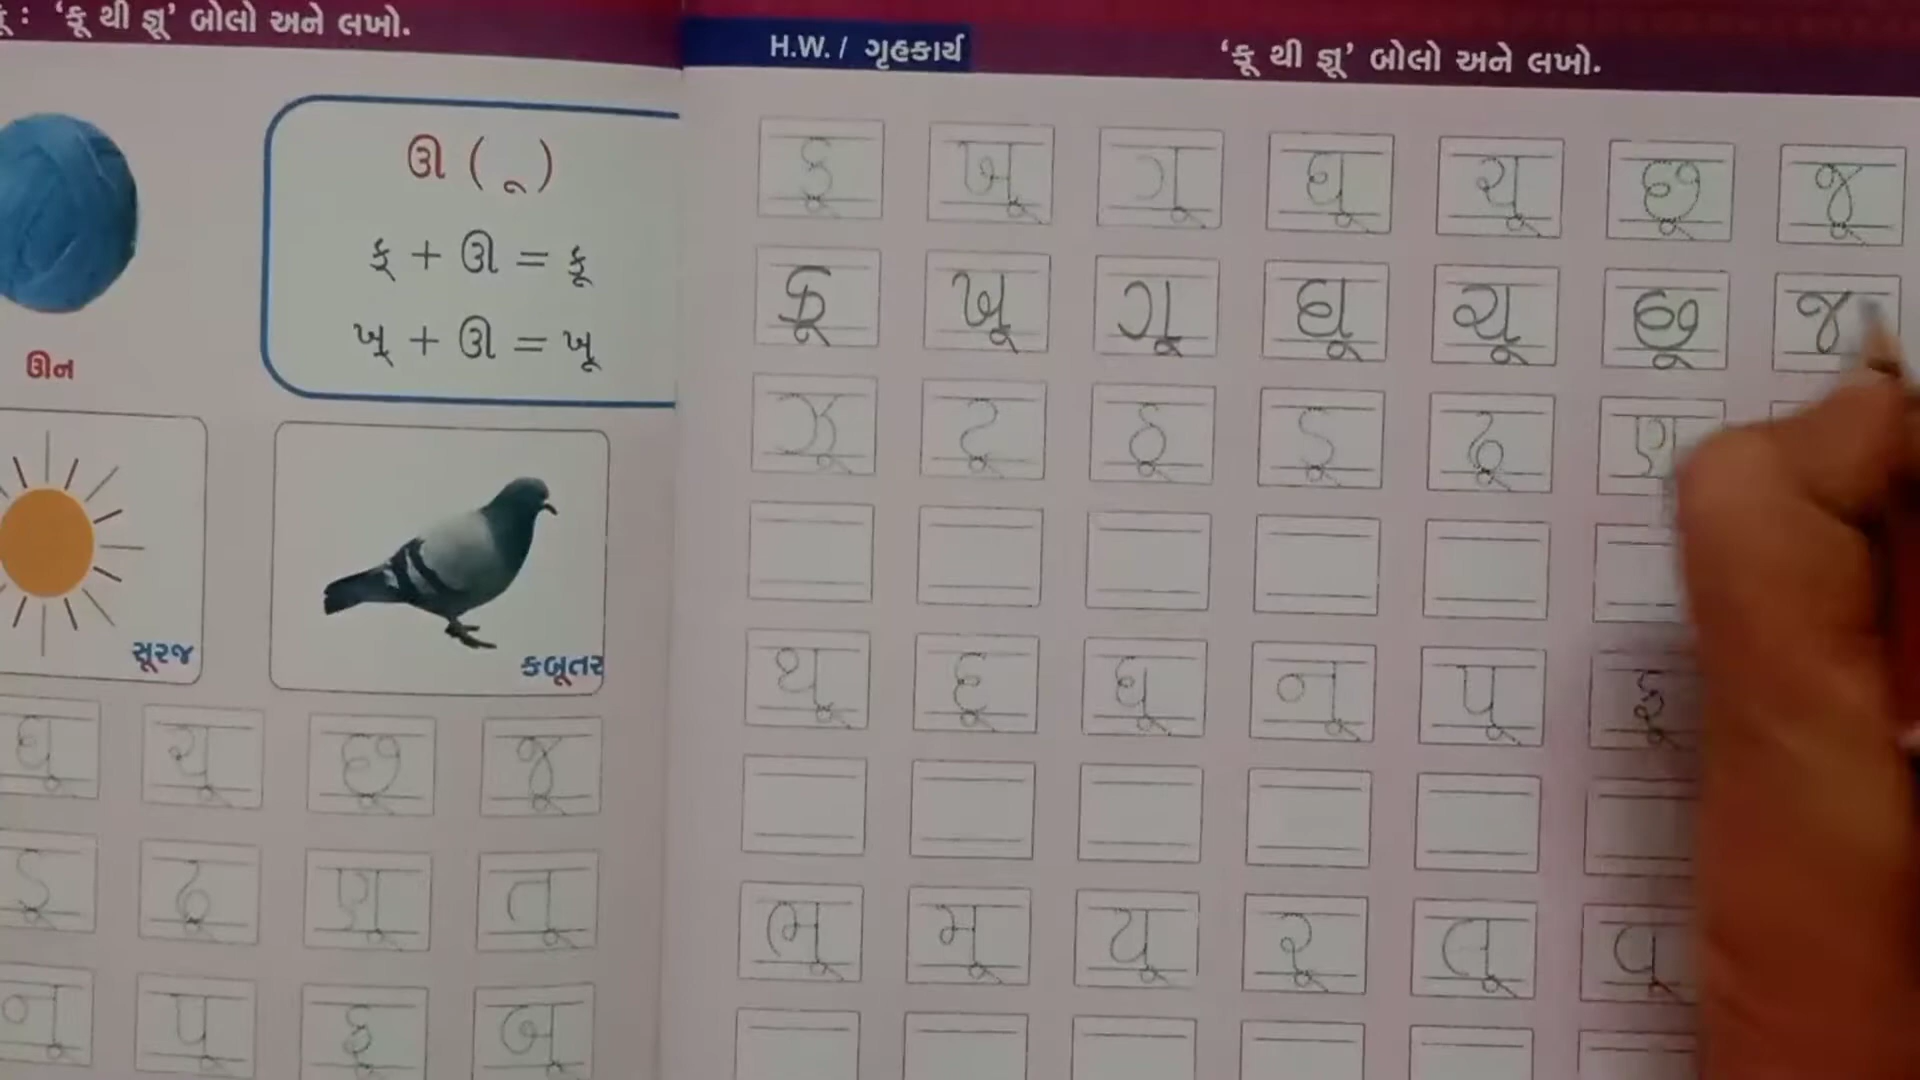 ‘કૂ થી જ્ઞૂ’ બોલો અને લખો.
ઊ ( ૂ )
ક્ + ઊ = કૂ
ખ્ + ઊ = ખૂ
ઊન
સૂરજ
કબૂતર
ઘૂ ચૂ છૂ જૂ
ડૂ ઢૂ ણૂ તૂ
નૂ પૂ ફૂ બૂ
H.W. / ગૃહકાર્ય
‘કૂ થી જ્ઞૂ’ બોલો અને લખો.
કૂ ખૂ ગૂ ઘૂ ચૂ છૂ જૂ
કૂ ખૂ ગૂ ઘૂ ચૂ છૂ જ
ઝૂ ટૂ ઠૂ ડૂ ઢૂ
થૂ દૂ ધૂ નૂ પૂ ફૂ
ભૂ મૂ યૂ રૂ લૂ વૂ